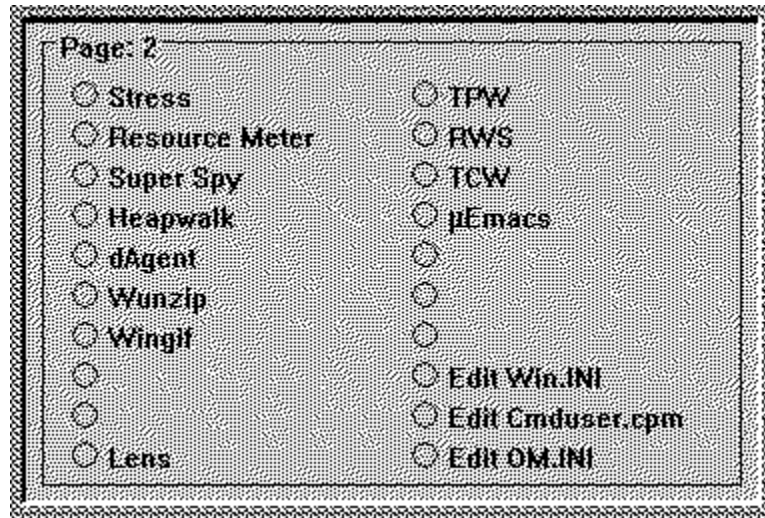 Page: 2
Stress
Resource Meter
Super Spy
Heapwalk
dAgent
Wunzip
Wingif
Lens
TPW
RWS
TCW
µEmacs
Edit Win.INI
Edit Cmduser.cpm
Edit OM.INI